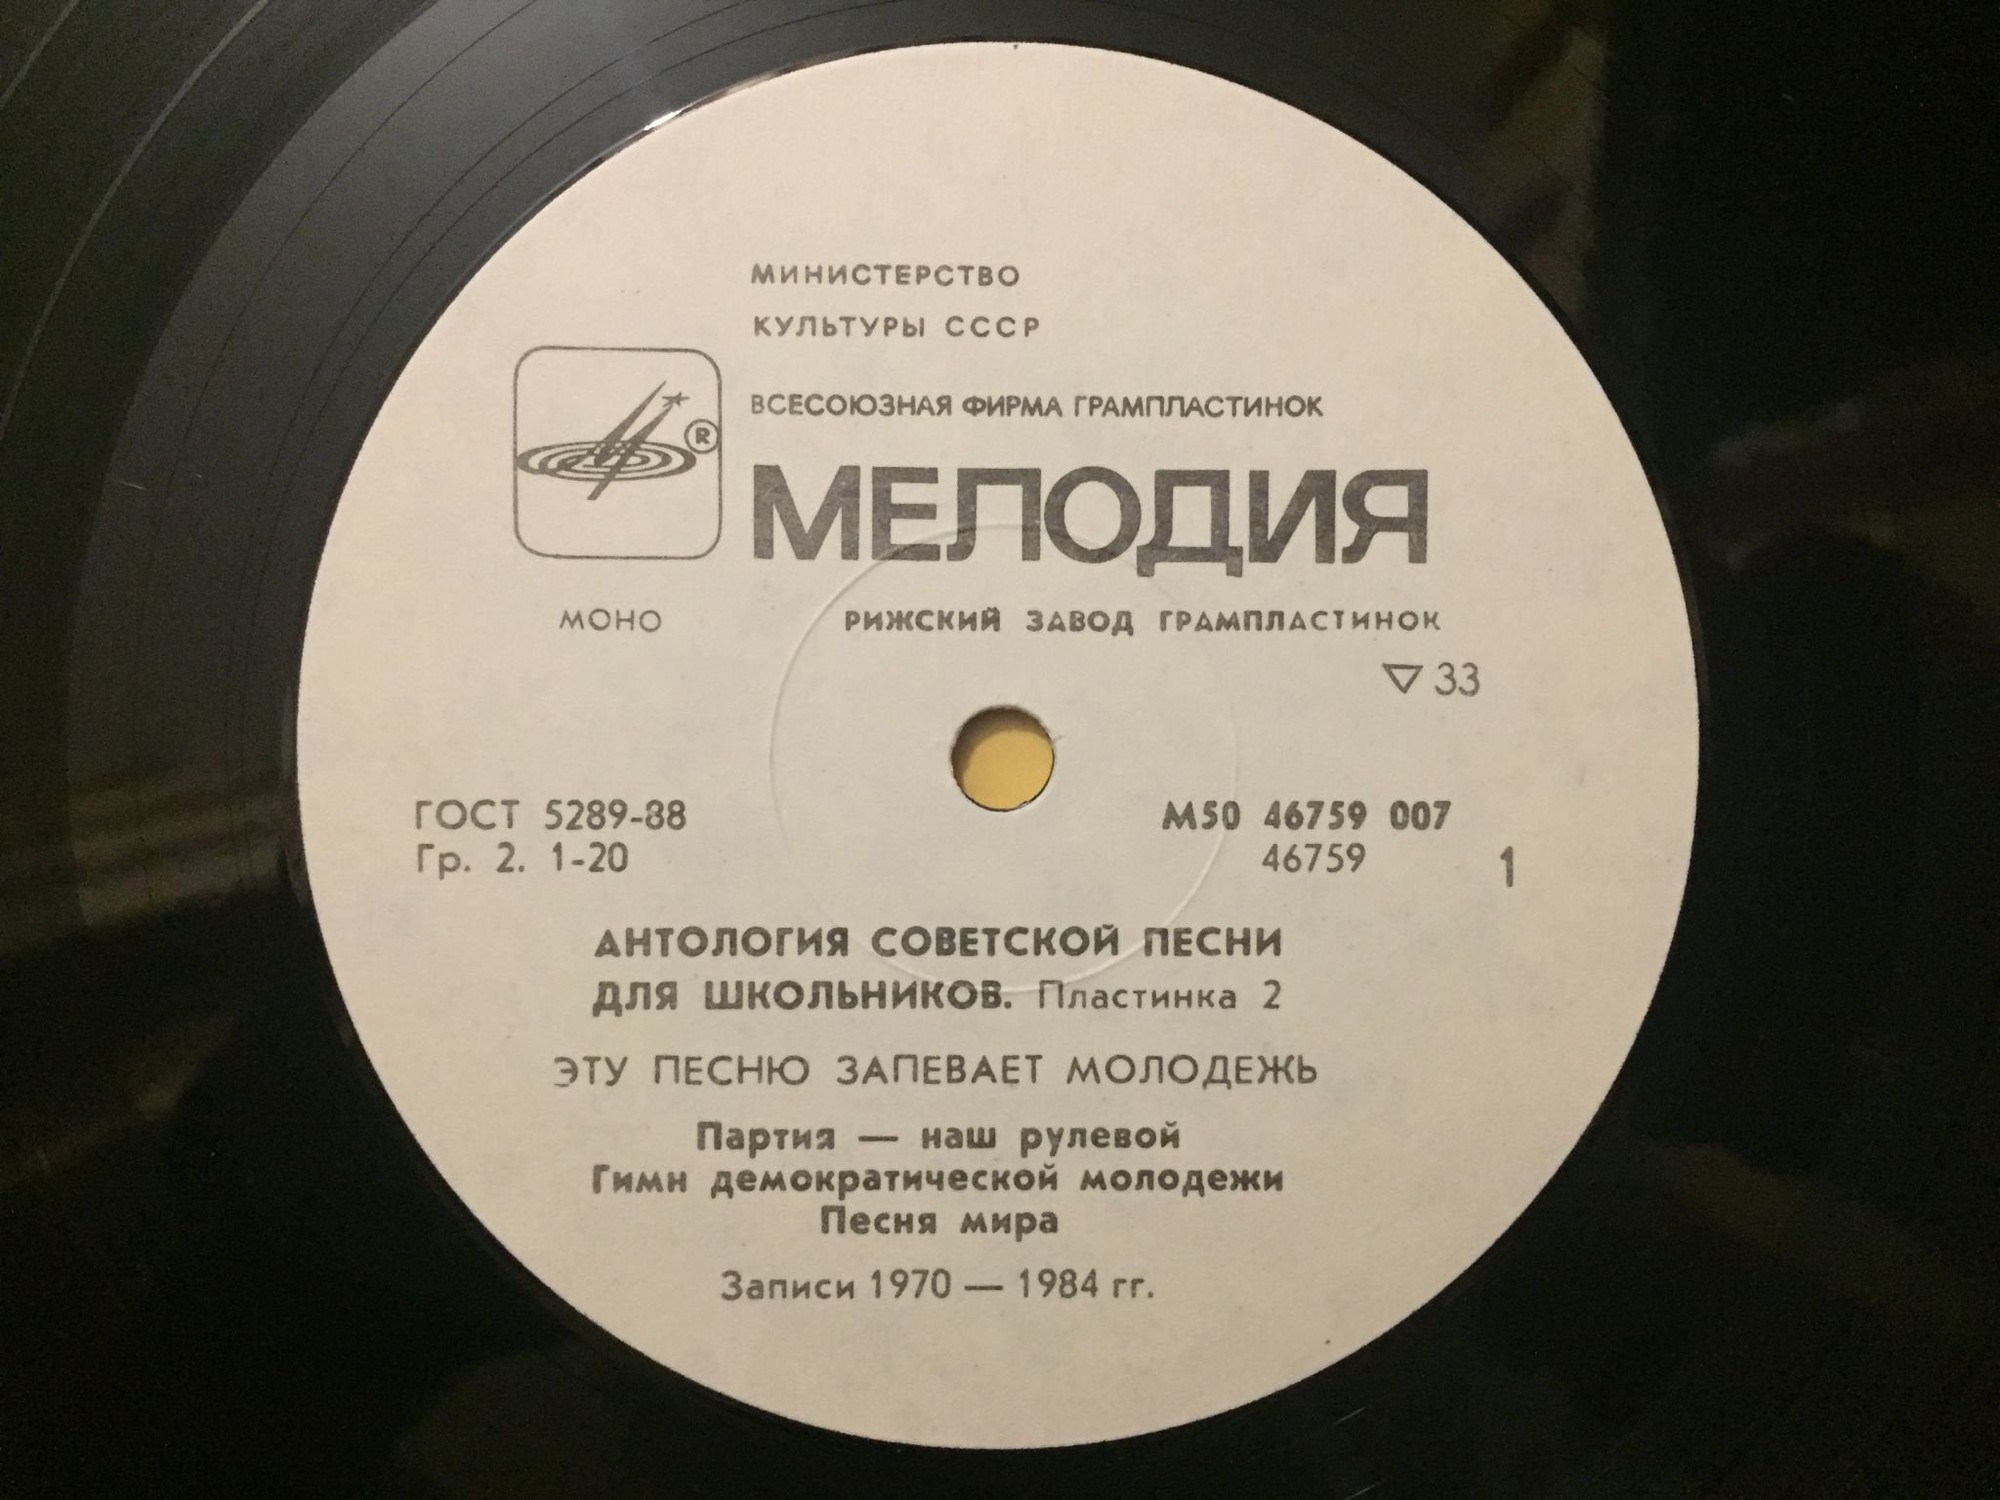 МИНИСТЕРСТВО
КУЛЬТУРЫ СССР
ВСЕСОЮЗНАЯ ФИРМА ГРАМПЛАСТИНОК
®
МЕЛОДИЯ
МОНО РИЖСКИЙ ЗАВОД ГРАМПЛАСТИНОК
▽ 33
ГОСТ 5289-88 М50 46759 007
Гр. 2. 1-20 46759 1
АНТОЛОГИЯ СОВЕТСКОЙ ПЕСНИ
ДЛЯ ШКОЛЬНИКОВ. Пластинка 2
ЭТУ ПЕСНЮ ЗАПЕВАЕТ МОЛОДЕЖЬ
Партия — наш рулевой
Гимн демократической молодежи
Песня мира
Записи 1970 — 1984 гг.